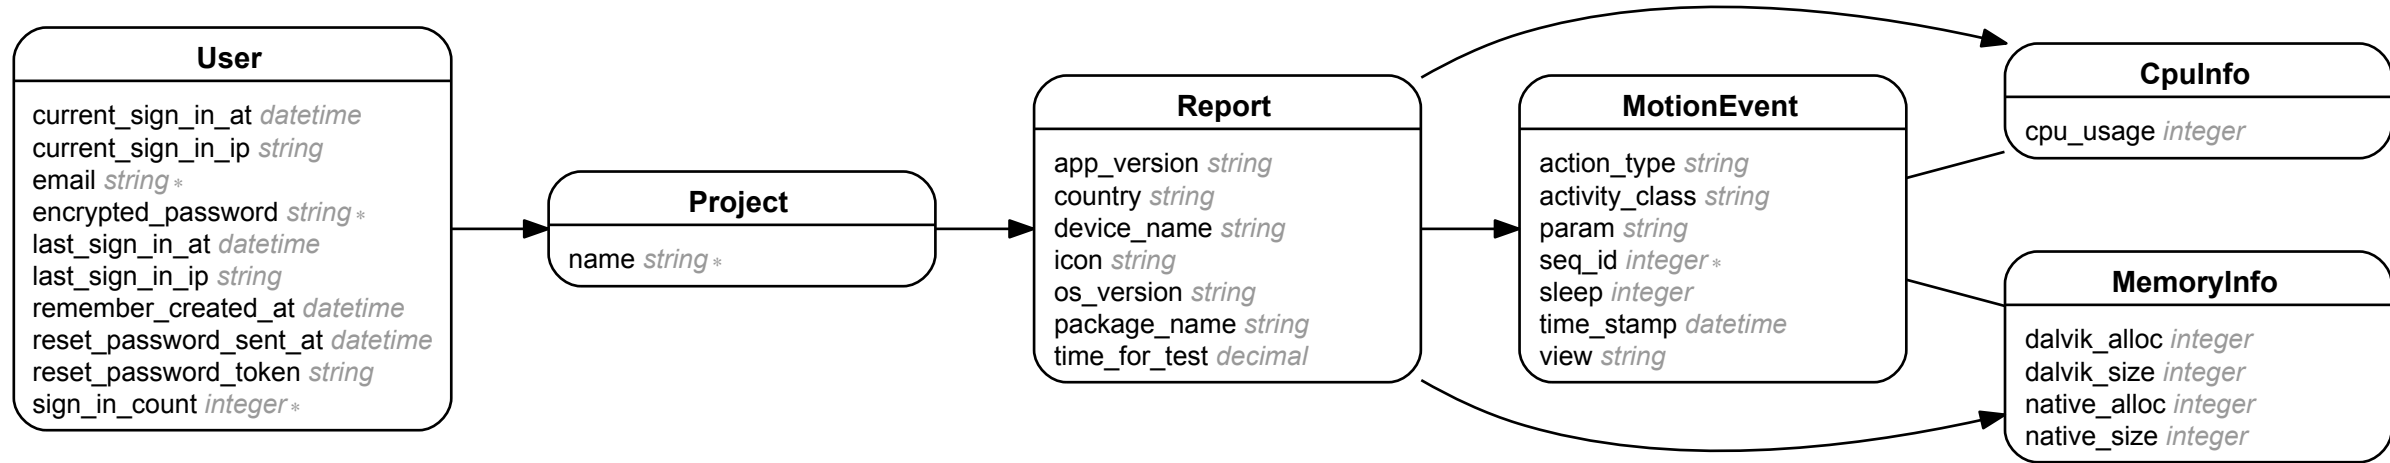 User
current_sign_in_at datetime
current_sign_in_ip string
email string *
encrypted_password string *
last_sign_in_at datetime
last_sign_in_ip string
remember_created_at datetime
reset_password_sent_at datetime
reset_password_token string
sign_in_count integer *
Project
name string *
Report
app_version string
country string
device_name string
icon string
os_version string
package_name string
time_for_test decimal
MotionEvent
action_type string
activity_class string
param string
seq_id integer *
sleep integer
time_stamp datetime
view string
CpuInfo
cpu_usage integer
MemoryInfo
dalvik_alloc integer
dalvik_size integer
native_alloc integer
native_size integer